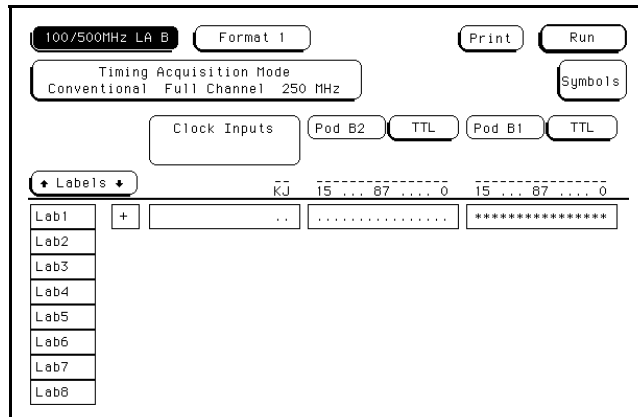 100/500MHz LA B Format 1 Print Run
Timing Acquisition Mode
Conventional Full Channel 250 MHz
Symbols
Clock Inputs Pod B2 TTL Pod B1 TTL
↑ Labels ↓
KJ 15 ... 87 .... 0 15 ... 87 .... 0
Lab1 + .. ................ ****************
Lab2
Lab3
Lab4
Lab5
Lab6
Lab7
Lab8